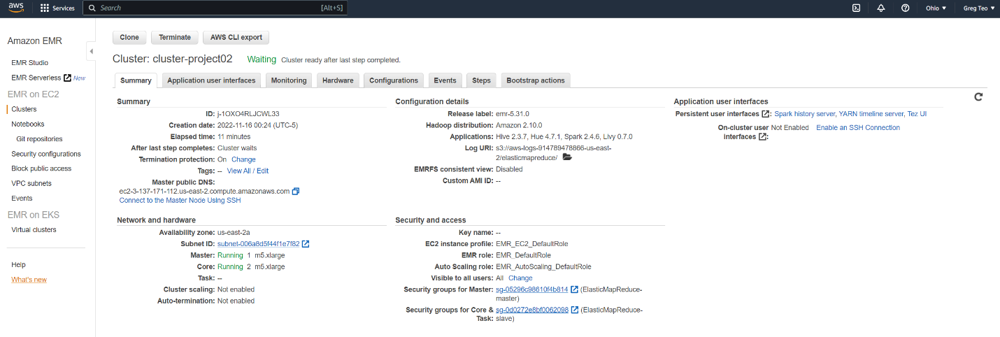 aws
Services
Search
[Alt+S]
Ohio ▼
Greg Teo ▼
Amazon EMR
EMR Studio
EMR Serverless New
EMR on EC2
Clusters
Notebooks
Git repositories
Security configurations
Block public access
VPC subnets
Events
EMR on EKS
Virtual clusters
Help
What's new
Clone
Terminate
AWS CLI export
Cluster: cluster-project02 Waiting Cluster ready after last step completed.
Summary
Application user interfaces
Monitoring
Hardware
Configurations
Events
Steps
Bootstrap actions
Summary
ID: j-1OXO4RLJCWL33
Creation date: 2022-11-16 00:24 (UTC-5)
Elapsed time: 11 minutes
After last step completes: Cluster waits
Termination protection: On Change
Tags: -- View All / Edit
Master public DNS:
ec2-3-137-171-112.us-east-2.compute.amazonaws.com
Connect to the Master Node Using SSH
Configuration details
Release label: emr-5.31.0
Hadoop distribution: Amazon 2.10.0
Applications: Hive 2.3.7, Hue 4.7.1, Spark 2.4.6, Livy 0.7.0
Log URI: s3://aws-logs-914789478866-us-east-
2/elasticmapreduce/
EMRFS consistent view: Disabled
Custom AMI ID: --
Application user interfaces
Persistent user interfaces : Spark history server, YARN timeline server, Tez UI
On-cluster user Not Enabled Enable an SSH Connection
interfaces :
Network and hardware
Availability zone: us-east-2a
Subnet ID: subnet-006a8d5f44f1e7f82
Master: Running 1 m5.xlarge
Core: Running 2 m5.xlarge
Task: --
Cluster scaling: Not enabled
Auto-termination: Not enabled
Security and access
Key name: --
EC2 instance profile: EMR_EC2_DefaultRole
EMR role: EMR_DefaultRole
Auto Scaling role: EMR_AutoScaling_DefaultRole
Visible to all users: All Change
Security groups for Master: sg-05296c98610f4b814 (ElasticMapReduce-
master)
Security groups for Core & sg-0d0272e8bf0062098 (ElasticMapReduce-
Task: slave)